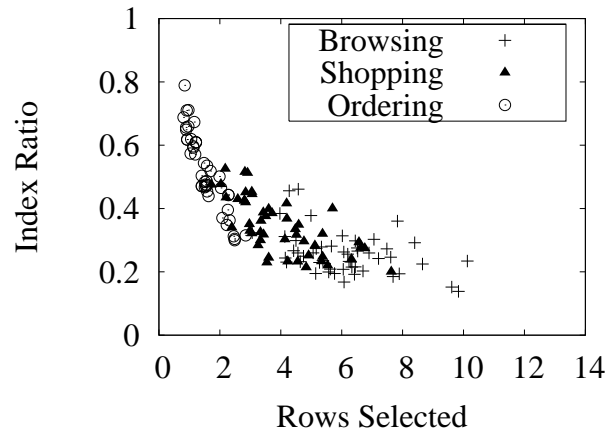 1
0.8
0.6
0.4
0.2
0
Index Ratio
Browsing
Shopping
Ordering
0 2 4 6 8 10 12 14
Rows Selected